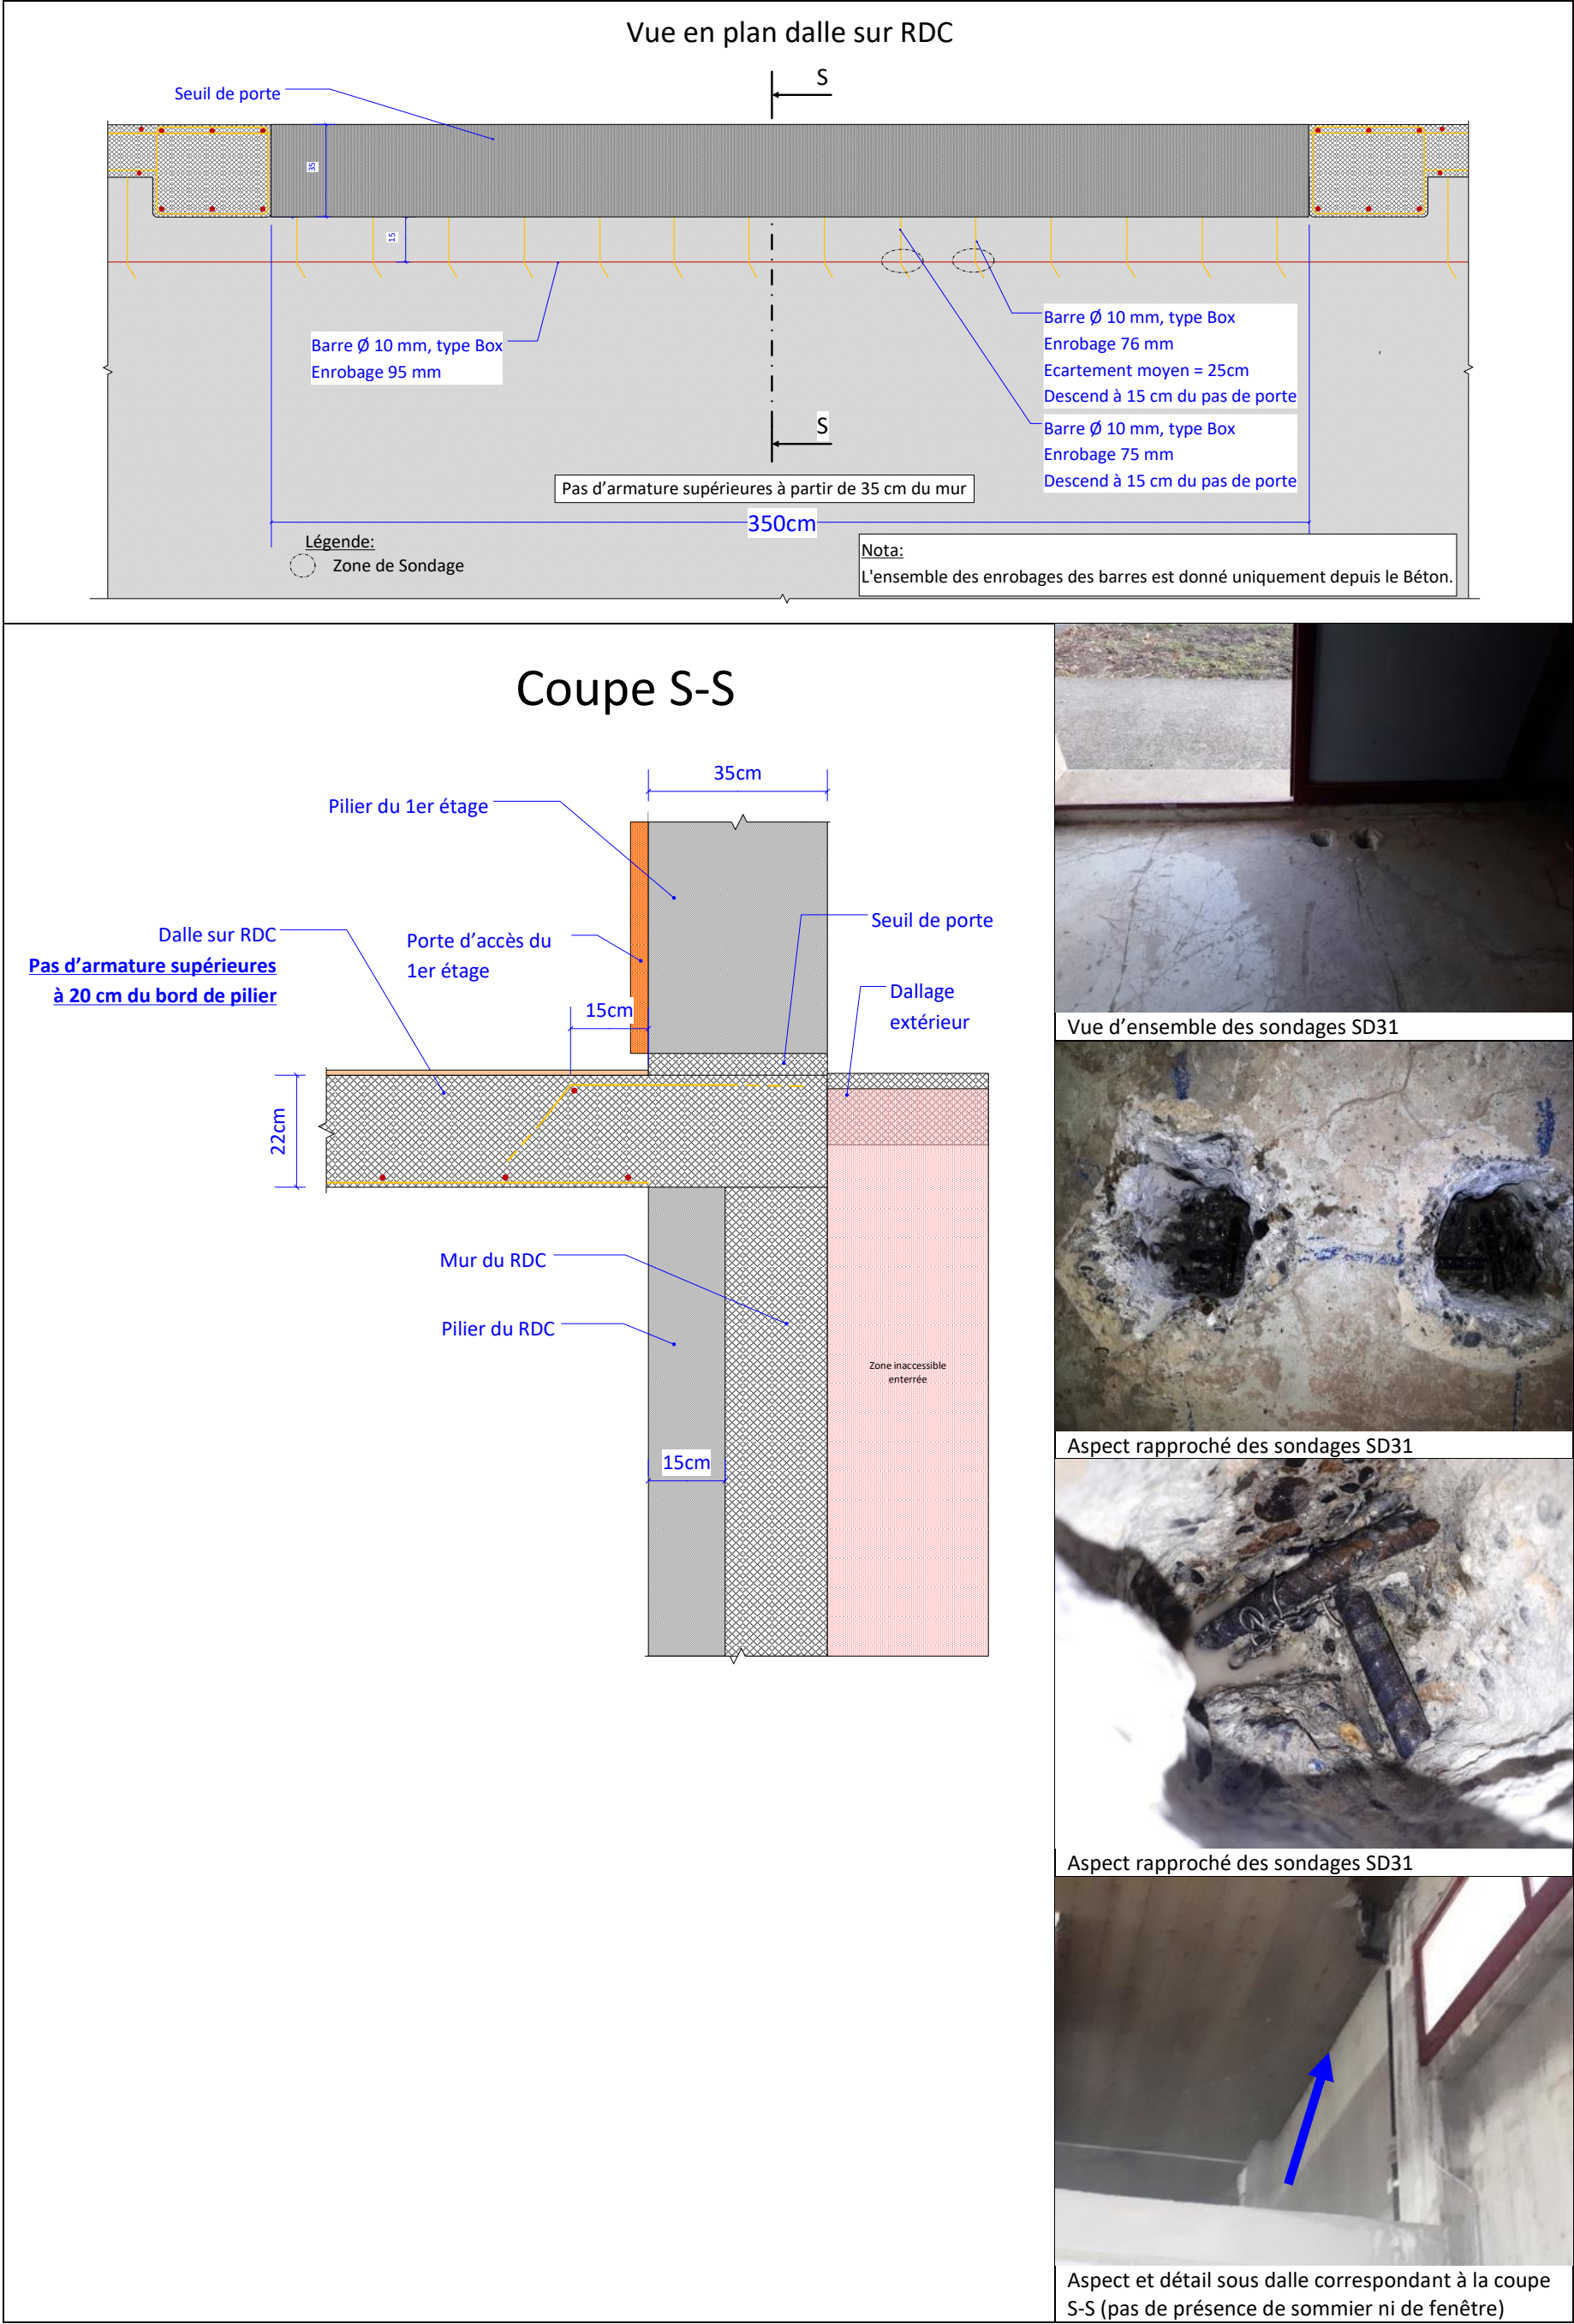 Vue en plan dalle sur RDC
S
Seuil de porte
35
15
Barre Ø 10 mm, type Box
Enrobage 95 mm
Barre Ø 10 mm, type Box
Enrobage 76 mm
Ecartement moyen = 25cm
Descend à 15 cm du pas de porte
S
Barre Ø 10 mm, type Box
Enrobage 75 mm
Descend à 15 cm du pas de porte
Pas d’armature supérieures à partir de 35 cm du mur
350cm
Légende:
Zone de Sondage
Nota:
L'ensemble des enrobages des barres est donné uniquement depuis le Béton.
Coupe S-S
35cm
Pilier du 1er étage
Seuil de porte
Dalle sur RDC
Pas d’armature supérieures
à 20 cm du bord de pilier
Porte d’accès du
1er étage
15cm
Dallage
extérieur
22cm
Mur du RDC
Pilier du RDC
Zone inaccessible
enterrée
15cm
Vue d’ensemble des sondages SD31
Aspect rapproché des sondages SD31
Aspect rapproché des sondages SD31
Aspect et détail sous dalle correspondant à la coupe
S-S (pas de présence de sommier ni de fenêtre)